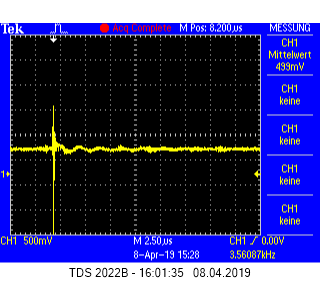 Tek Acq Complete M Pos: 8.200µs MESSUNG
CH1
Mittelwert
499mV
CH1
keine
CH1
keine
CH1
keine
CH1
keine
1
CH1 500mV M 2.50µs CH1 / 0.00V
8-Apr-19 15:28 3.56087kHz
TDS 2022B - 16:01:35 08.04.2019